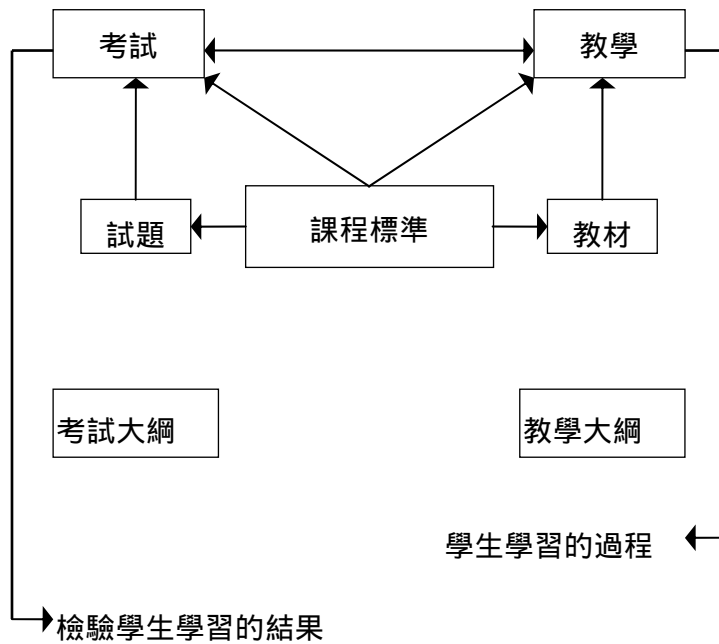 考試
教學
試題
課程標準
教材
考試大綱
教學大綱
學生學習的過程
檢驗學生學習的結果